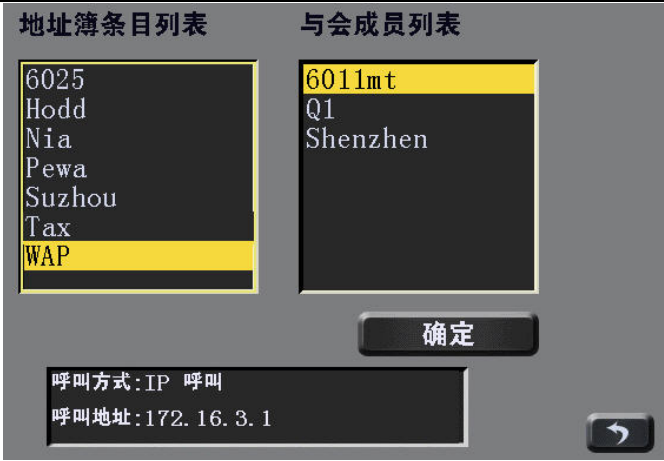 地址簿条目列表
与会成员列表
6025
Hodd
Nia
Pewa
Suzhou
Tax
WAP
6011mt
Q1
Shenzhen
确定
呼叫方式:IP 呼叫
呼叫地址:172.16.3.1